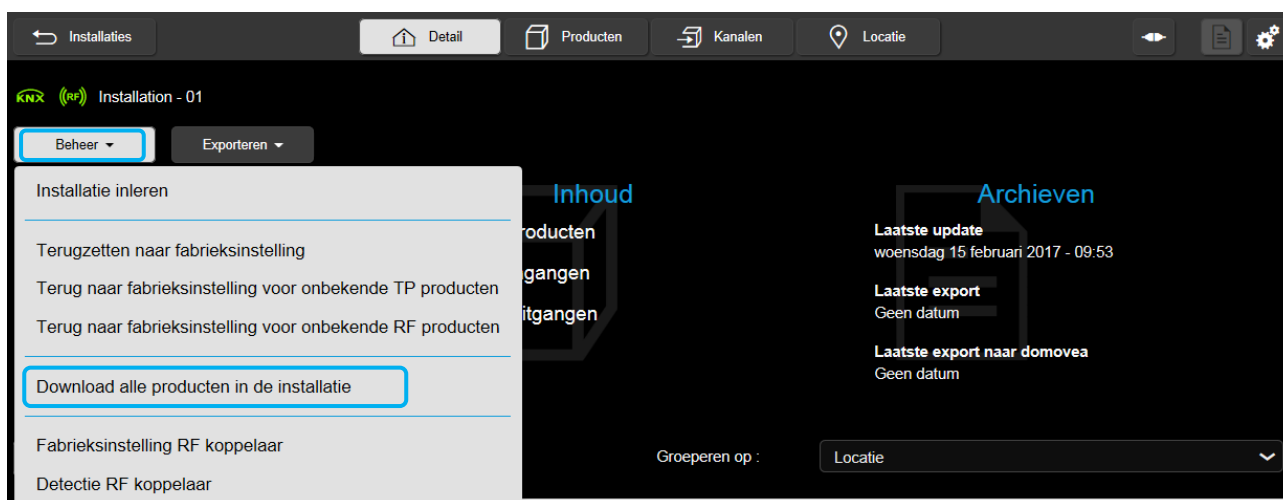 Installaties
Detail
Producten
Kanalen
Locatie
KNX ((RF)) Installation - 01
Beheer
Exporteren
Installatie inleren
Terugzetten naar fabrieksinstelling
Terug naar fabrieksinstelling voor onbekende TP producten
Terug naar fabrieksinstelling voor onbekende RF producten
Download alle producten in de installatie
Fabrieksinstelling RF koppelaar
Detectie RF koppelaar
Inhoud
roducten
gangen
itgangen
Archieven
Laatste update
woensdag 15 februari 2017 - 09:53
Laatste export
Geen datum
Laatste export naar domovea
Geen datum
Groeperen op :
Locatie